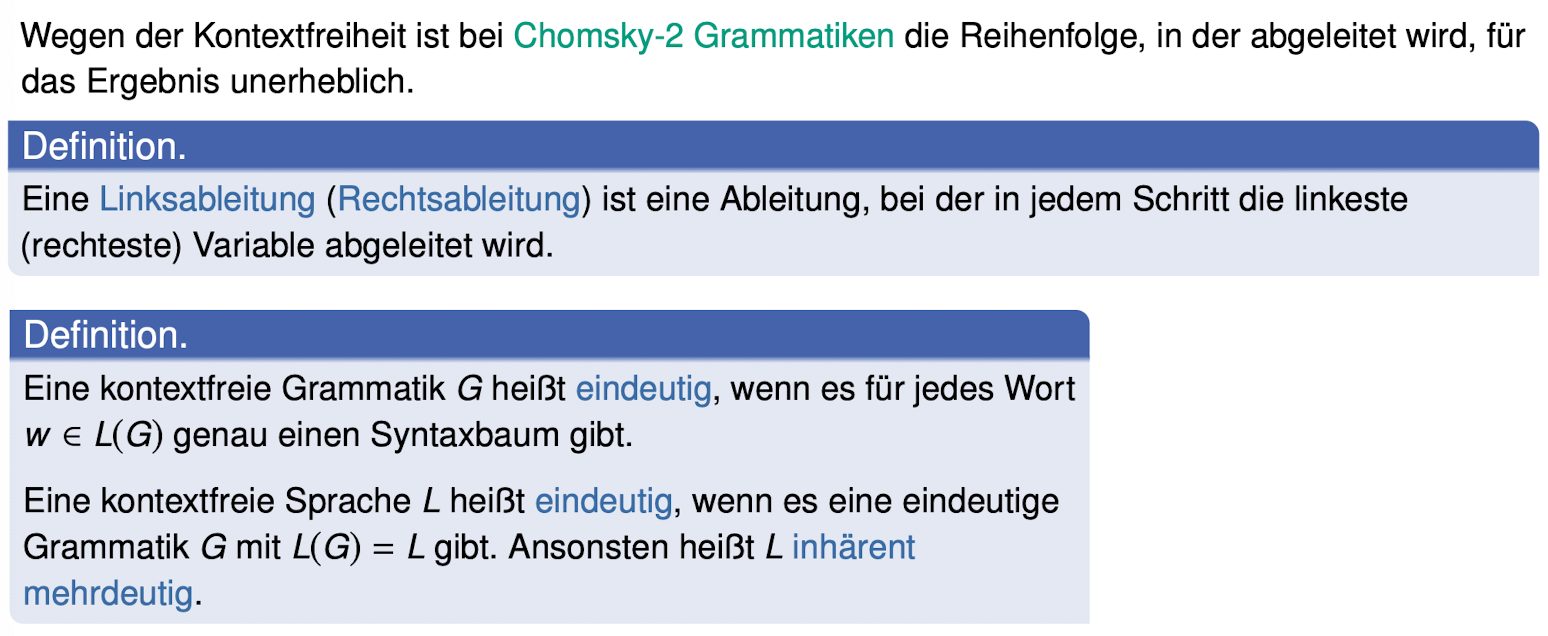 Wegen der Kontextfreiheit ist bei Chomsky-2 Grammatiken die Reihenfolge, in der abgeleitet wird, für
das Ergebnis unerheblich.
Definition.
Eine Linksableitung (Rechtsableitung) ist eine Ableitung, bei der in jedem Schritt die linkeste
(rechteste) Variable abgeleitet wird.
Definition.
Eine kontextfreie Grammatik G heißt eindeutig, wenn es für jedes Wort
w ∈ L(G) genau einen Syntaxbaum gibt.
Eine kontextfreie Sprache L heißt eindeutig, wenn es eine eindeutige
Grammatik G mit L(G) = L gibt. Ansonsten heißt L inhärent
mehrdeutig.